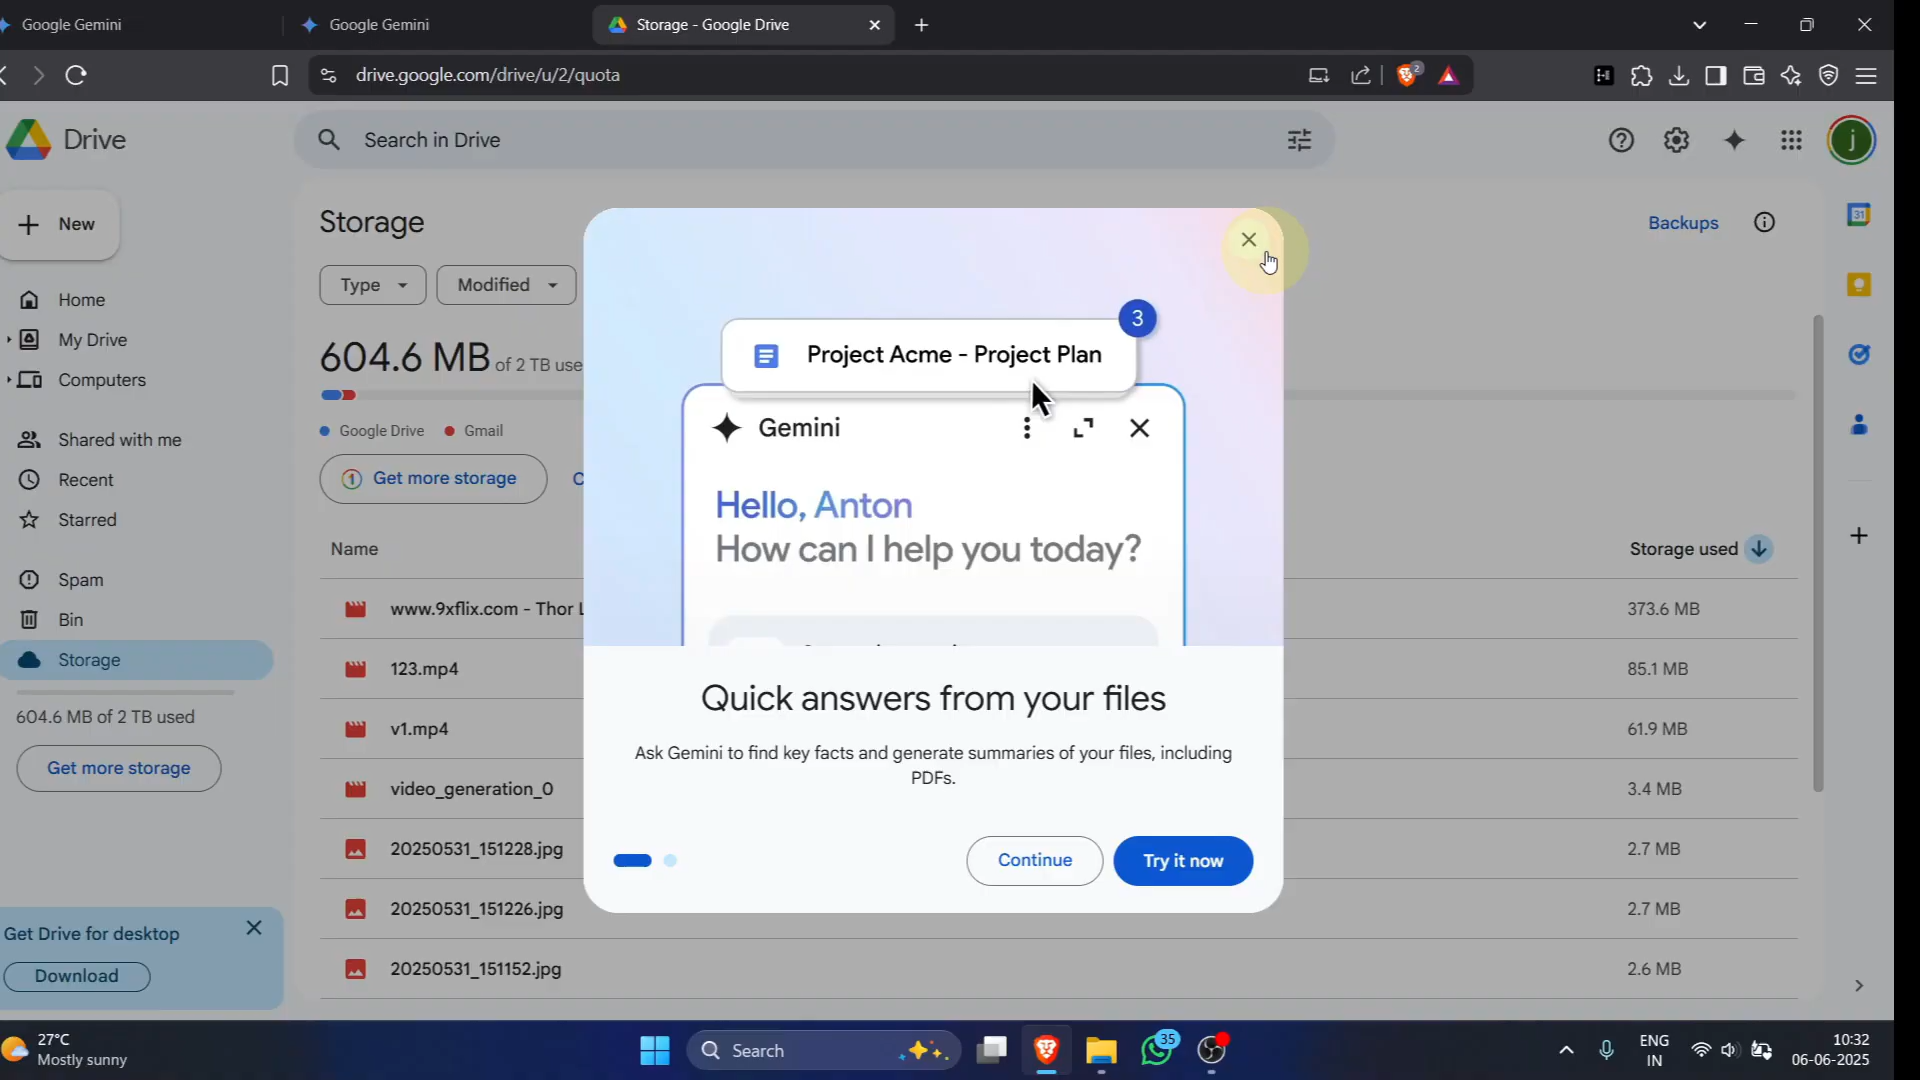 Google Gemini
Google Gemini
Storage - Google Drive
drive.google.com/drive/u/2/quota
2
Drive
Search in Drive
j
New
Storage
Backups
31
Type
Modified
Home
My Drive
Computers
604.6 MB of 2 TB use
Google Drive
Gmail
Shared with me
Recent
Starred
1 Get more storage
C
Spam
Bin
Storage
604.6 MB of 2 TB used
Get more storage
Name
Storage used
www.9xflix.com - Thor L
373.6 MB
123.mp4
85.1 MB
v1.mp4
61.9 MB
video_generation_0
3.4 MB
20250531_151228.jpg
2.7 MB
20250531_151226.jpg
2.7 MB
20250531_151152.jpg
2.6 MB
3
Project Acme - Project Plan
Gemini
Hello, Anton
How can I help you today?
Quick answers from your files
Ask Gemini to find key facts and generate summaries of your files, including
PDFs.
Continue
Try it now
Get Drive for desktop
Download
27°C
Mostly sunny
Search
35
ENG
IN
10:32
06-06-2025